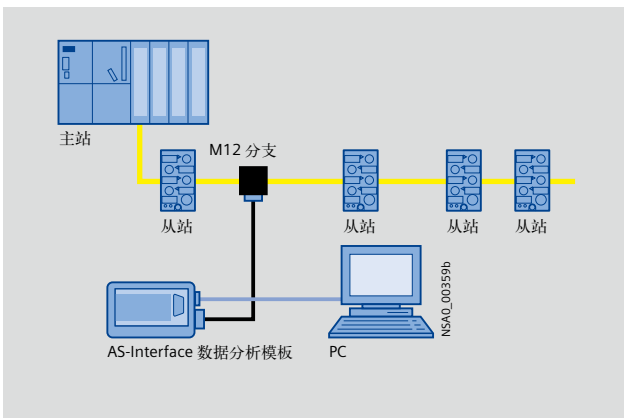 主站
M12 分支
从站
从站
从站
从站
AS-Interface 数据分析模板
PC
NSA0_00359b